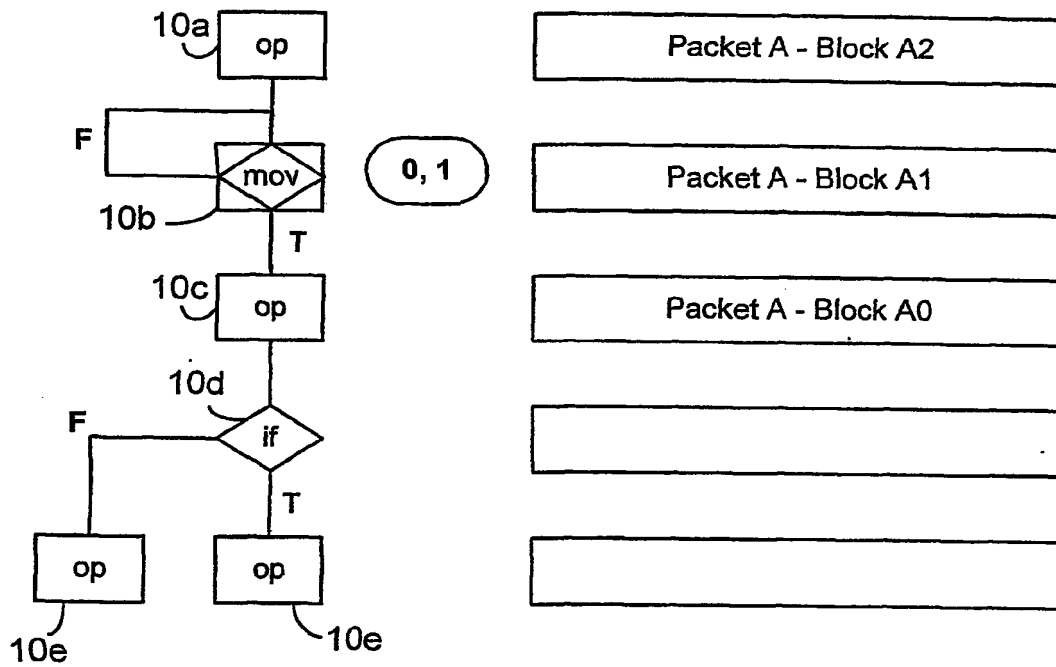 10a
op
Packet A - Block A2
F
mov
0, 1
Packet A - Block A1
10b
T
10c
op
Packet A - Block A0
10d
F
if
T
op
op
10e
10e